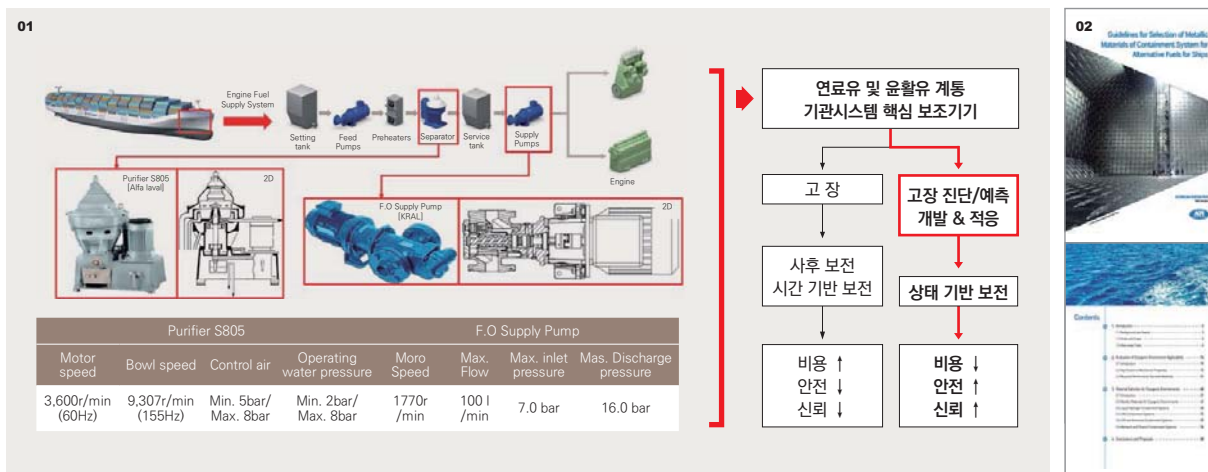 01
Engine Fuel
Supply System
Setting
tank
Feed
Pumps
Preheaters
Separator
Service
tank
Supply
Pumps
Engine
Purifier S805
[Alfa laval]
2D
F.O Supply Pump
[KRAL]
2D
Purifier S805
F.O Supply Pump
Motor
speed
Bowl speed
Control air
Operating
water pressure
Moro
Speed
Max.
Flow
Max. inlet
pressure
Mas. Discharge
pressure
3,600r/min
(60Hz)
9,307r/min
(155Hz)
Min. 5bar/
Max. 8bar
Min. 2bar/
Max. 8bar
1770r
/min
100 l
/min
7.0 bar
16.0 bar
연료유 및 윤활유 계통
기관시스템 핵심 보조기기
고 장
고장 진단/예측
개발 & 적응
사후 보전
시간 기반 보전
상태 기반 보전
비용 ↑
안전 ↓
신뢰 ↓
비용 ↓
안전 ↑
신뢰 ↑
02
Guidelines for Selection of Metallic
Materials of Containment System for
Alternative Fuels for Ships
Contents